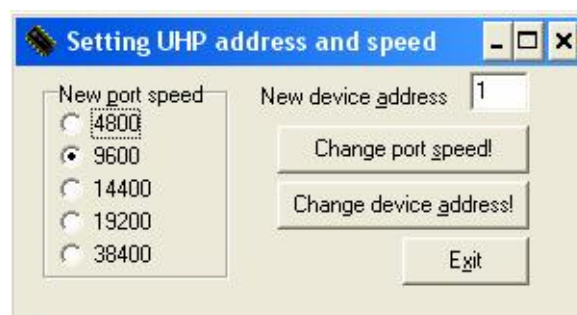 Setting UHP address and speed
New port speed
4800
9600
14400
19200
38400
New device address 1
Change port speed!
Change device address!
Exit